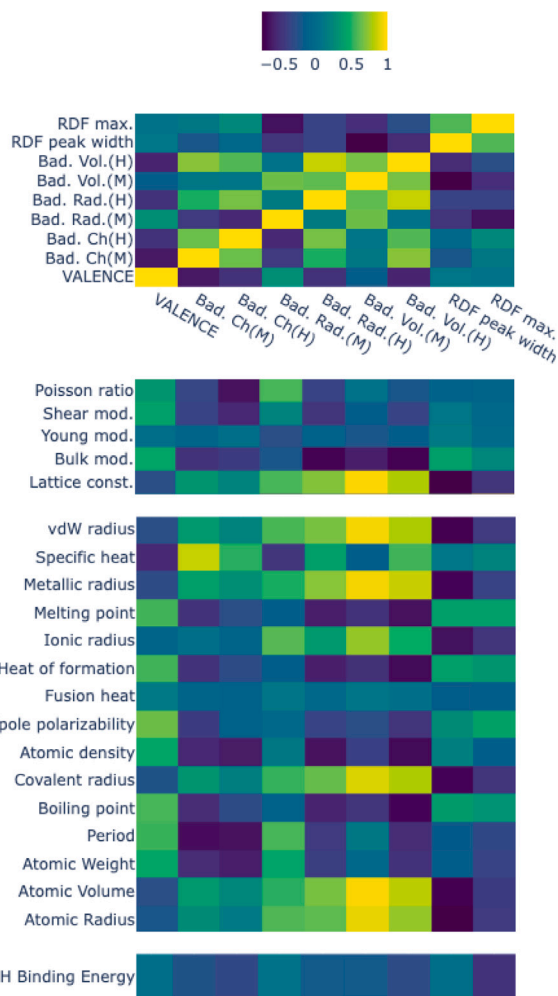 −0.5 0 0.5 1
RDF max.
RDF peak width
Bad. Vol.(H)
Bad. Vol.(M)
Bad. Rad.(H)
Bad. Rad.(M)
Bad. Ch(H)
Bad. Ch(M)
VALENCE
VALENCE
Bad. Ch(M)
Bad. Ch(H)
Bad. Rad.(M)
Bad. Rad.(H)
Bad. Vol.(M)
Bad. Vol.(H)
RDF peak width
RDF max.
Poisson ratio
Shear mod.
Young mod.
Bulk mod.
Lattice const.
vdW radius
Specific heat
Metallic radius
Melting point
Ionic radius
Heat of formation
Fusion heat
pole polarizability
Atomic density
Covalent radius
Boiling point
Period
Atomic Weight
Atomic Volume
Atomic Radius
H Binding Energy